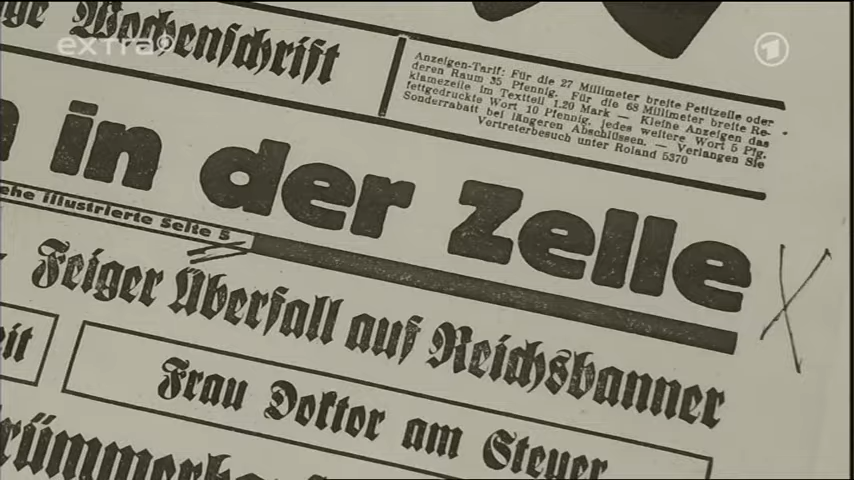 extra
1
Wochenschrift
Anzeigen-Tarif: Für die 27 Millimeter breite Petitzeile oder
deren Raum 35 Pfennig. Für die 68 Millimeter breite Re-
klamezeile im Textteil 1.20 Mark — Kleine Anzeigen das
fettgedruckte Wort 10 Pfennig, jedes weitere Wort 5 Pfg.
Sonderrabatt bei längeren Abschlüssen. — Verlangen Sie
Vertreterbesuch unter Roland 5370
in der Zelle
illustrierte Seite 5
Feiger Überfall auf Reichsbanner
Frau Doktor am Steuer